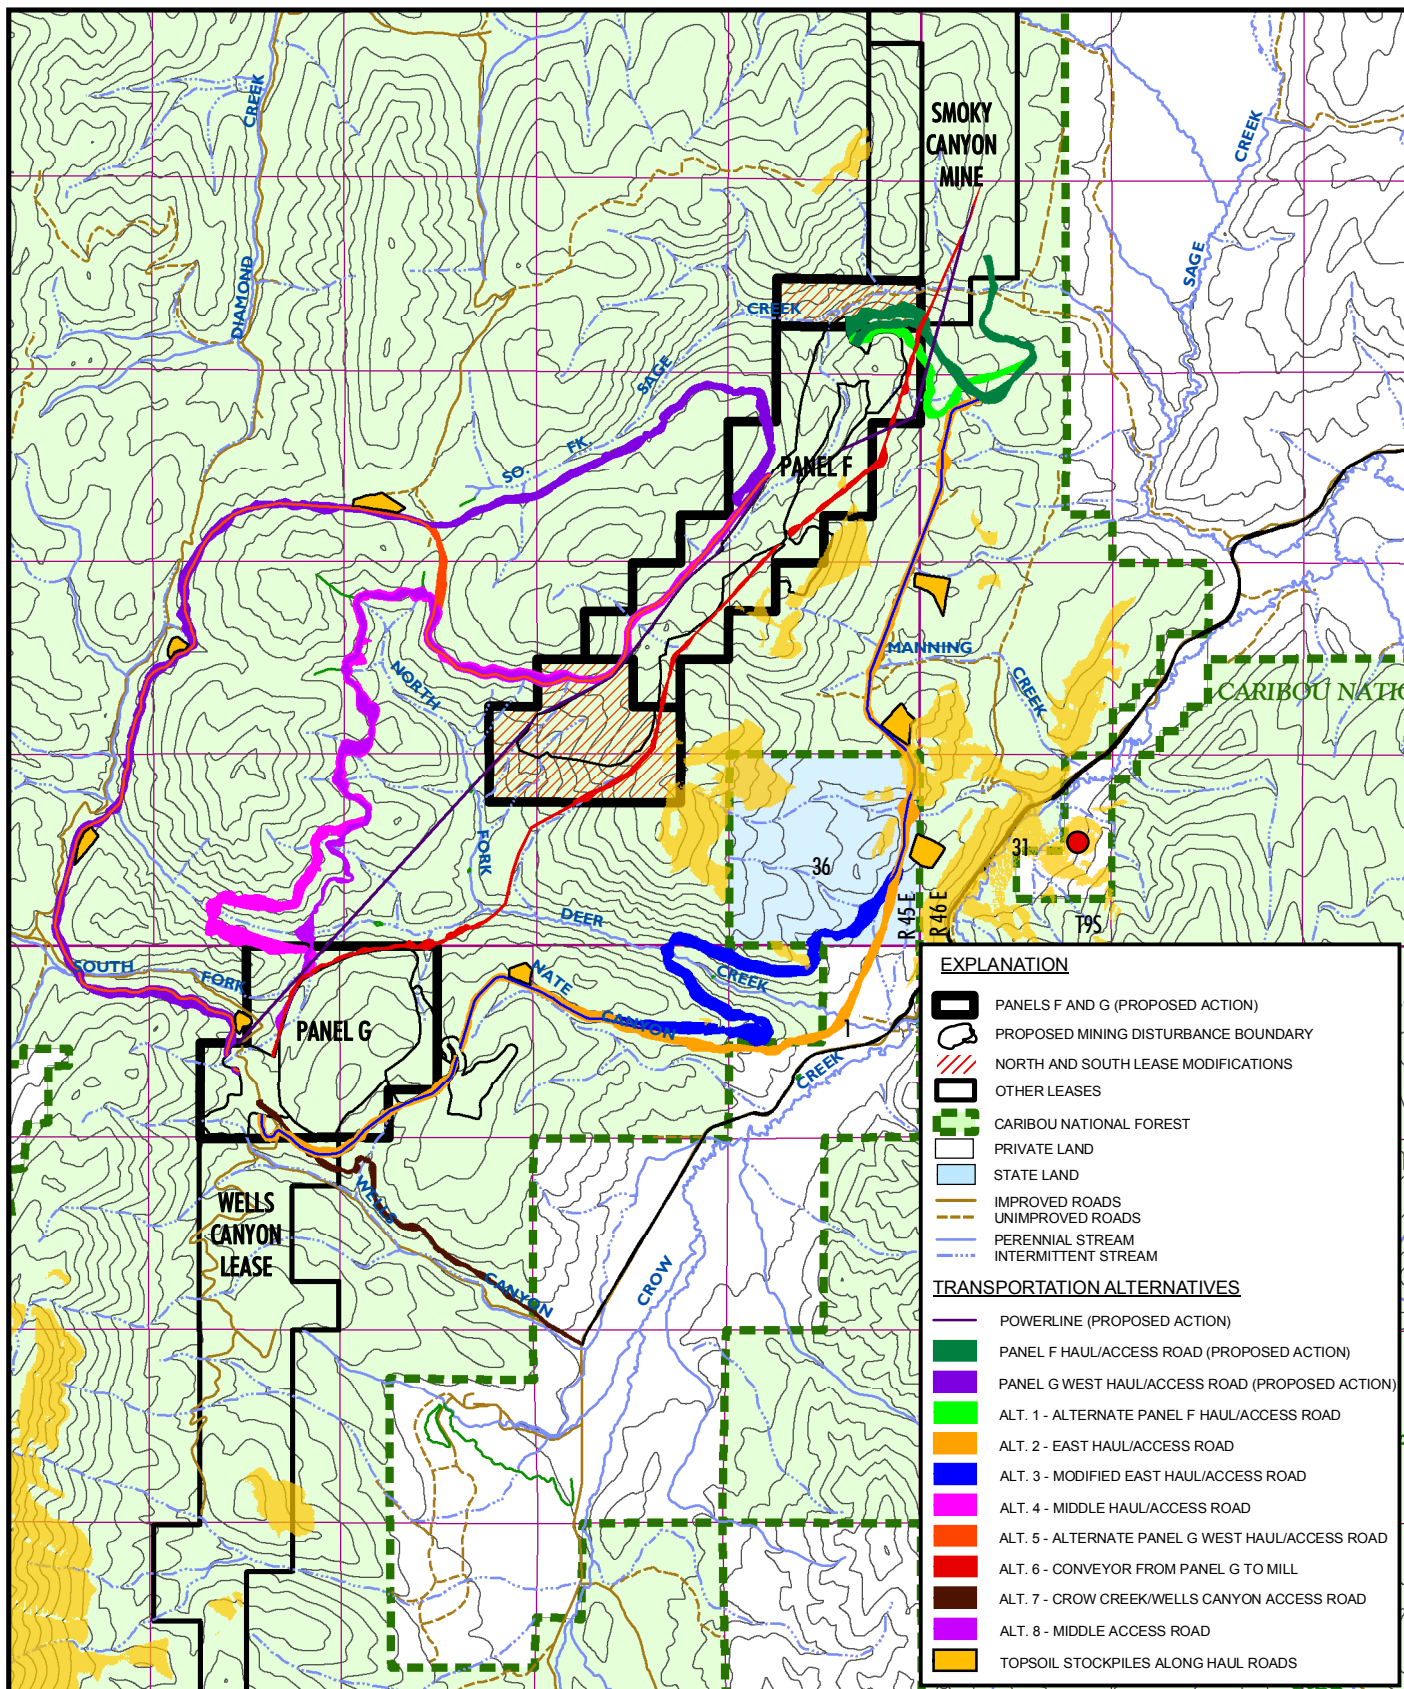 CREEK
SMOKY
CANYON
MINE
CREEK
SAGE
DIAMOND
CREEK
SAGE
SO. FK.
PANEL F
MANNING
CREEK
NORTH
CARIBOU NATIO
FORK
36
31
R 45 E
R 46 E
T9S
DEER
CREEK
SOUTH
FORK
NATE
CANYON
PANEL G
1
CREEK
WELLS
CANYON
LEASE
WELLS
CANYON
CROW
EXPLANATION
PANELS F AND G (PROPOSED ACTION)
PROPOSED MINING DISTURBANCE BOUNDARY
NORTH AND SOUTH LEASE MODIFICATIONS
OTHER LEASES
CARIBOU NATIONAL FOREST
PRIVATE LAND
STATE LAND
IMPROVED ROADS
UNIMPROVED ROADS
PERENNIAL STREAM
INTERMITTENT STREAM
TRANSPORTATION ALTERNATIVES
POWERLINE (PROPOSED ACTION)
PANEL F HAUL/ACCESS ROAD (PROPOSED ACTION)
PANEL G WEST HAUL/ACCESS ROAD (PROPOSED ACTION)
ALT. 1 - ALTERNATE PANEL F HAUL/ACCESS ROAD
ALT. 2 - EAST HAUL/ACCESS ROAD
ALT. 3 - MODIFIED EAST HAUL/ACCESS ROAD
ALT. 4 - MIDDLE HAUL/ACCESS ROAD
ALT. 5 - ALTERNATE PANEL G WEST HAUL/ACCESS ROAD
ALT. 6 - CONVEYOR FROM PANEL G TO MILL
ALT. 7 - CROW CREEK/WELLS CANYON ACCESS ROAD
ALT. 8 - MIDDLE ACCESS ROAD
TOPSOIL STOCKPILES ALONG HAUL ROADS